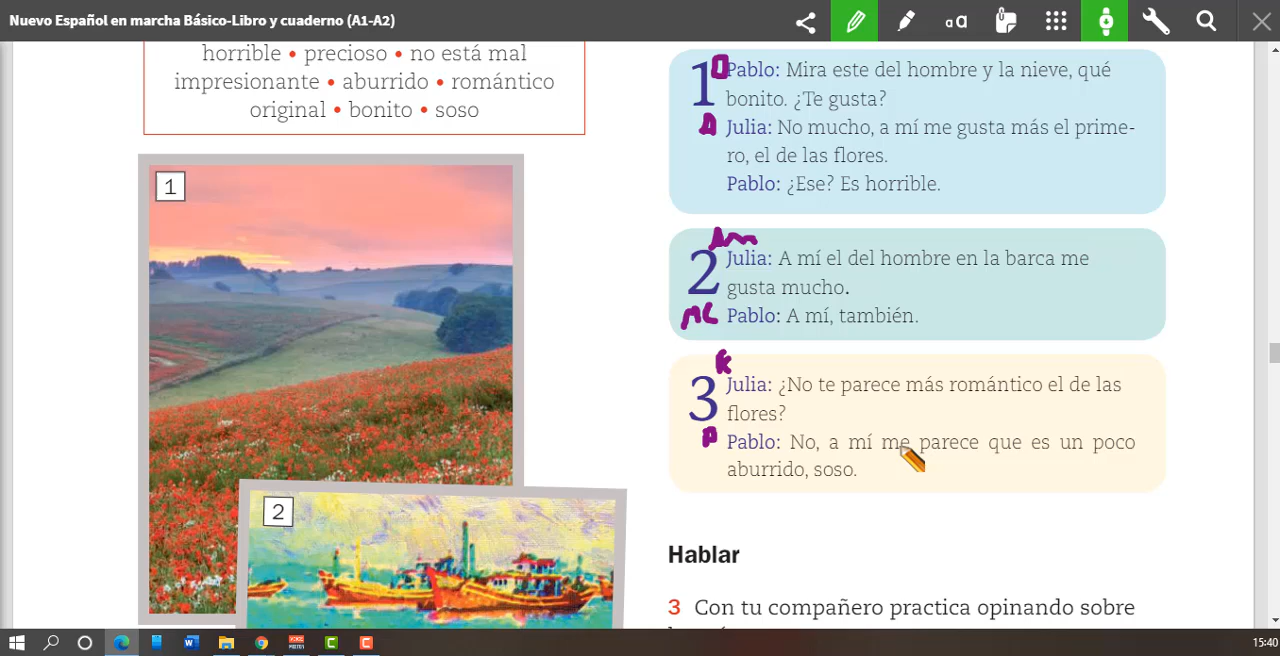 Nuevo Español en marcha Básico-Libro y cuaderno (A1-A2)
aA
horrible • precioso • no está mal
impresionante • aburrido • romántico
original • bonito • soso
1
2
1
Pablo: Mira este del hombre y la nieve, qué
bonito. ¿Te gusta?
Julia: No mucho, a mí me gusta más el prime-
ro, el de las flores.
Pablo: ¿Ese? Es horrible.
2
Julia: A mí el del hombre en la barca me
gusta mucho.
Pablo: A mí, también.
3
K
Julia: ¿No te parece más romántico el de las
flores?
P
Pablo: No, a mí me parece que es un poco
aburrido, soso.
Hablar
3 Con tu compañero practica opinando sobre
15:40